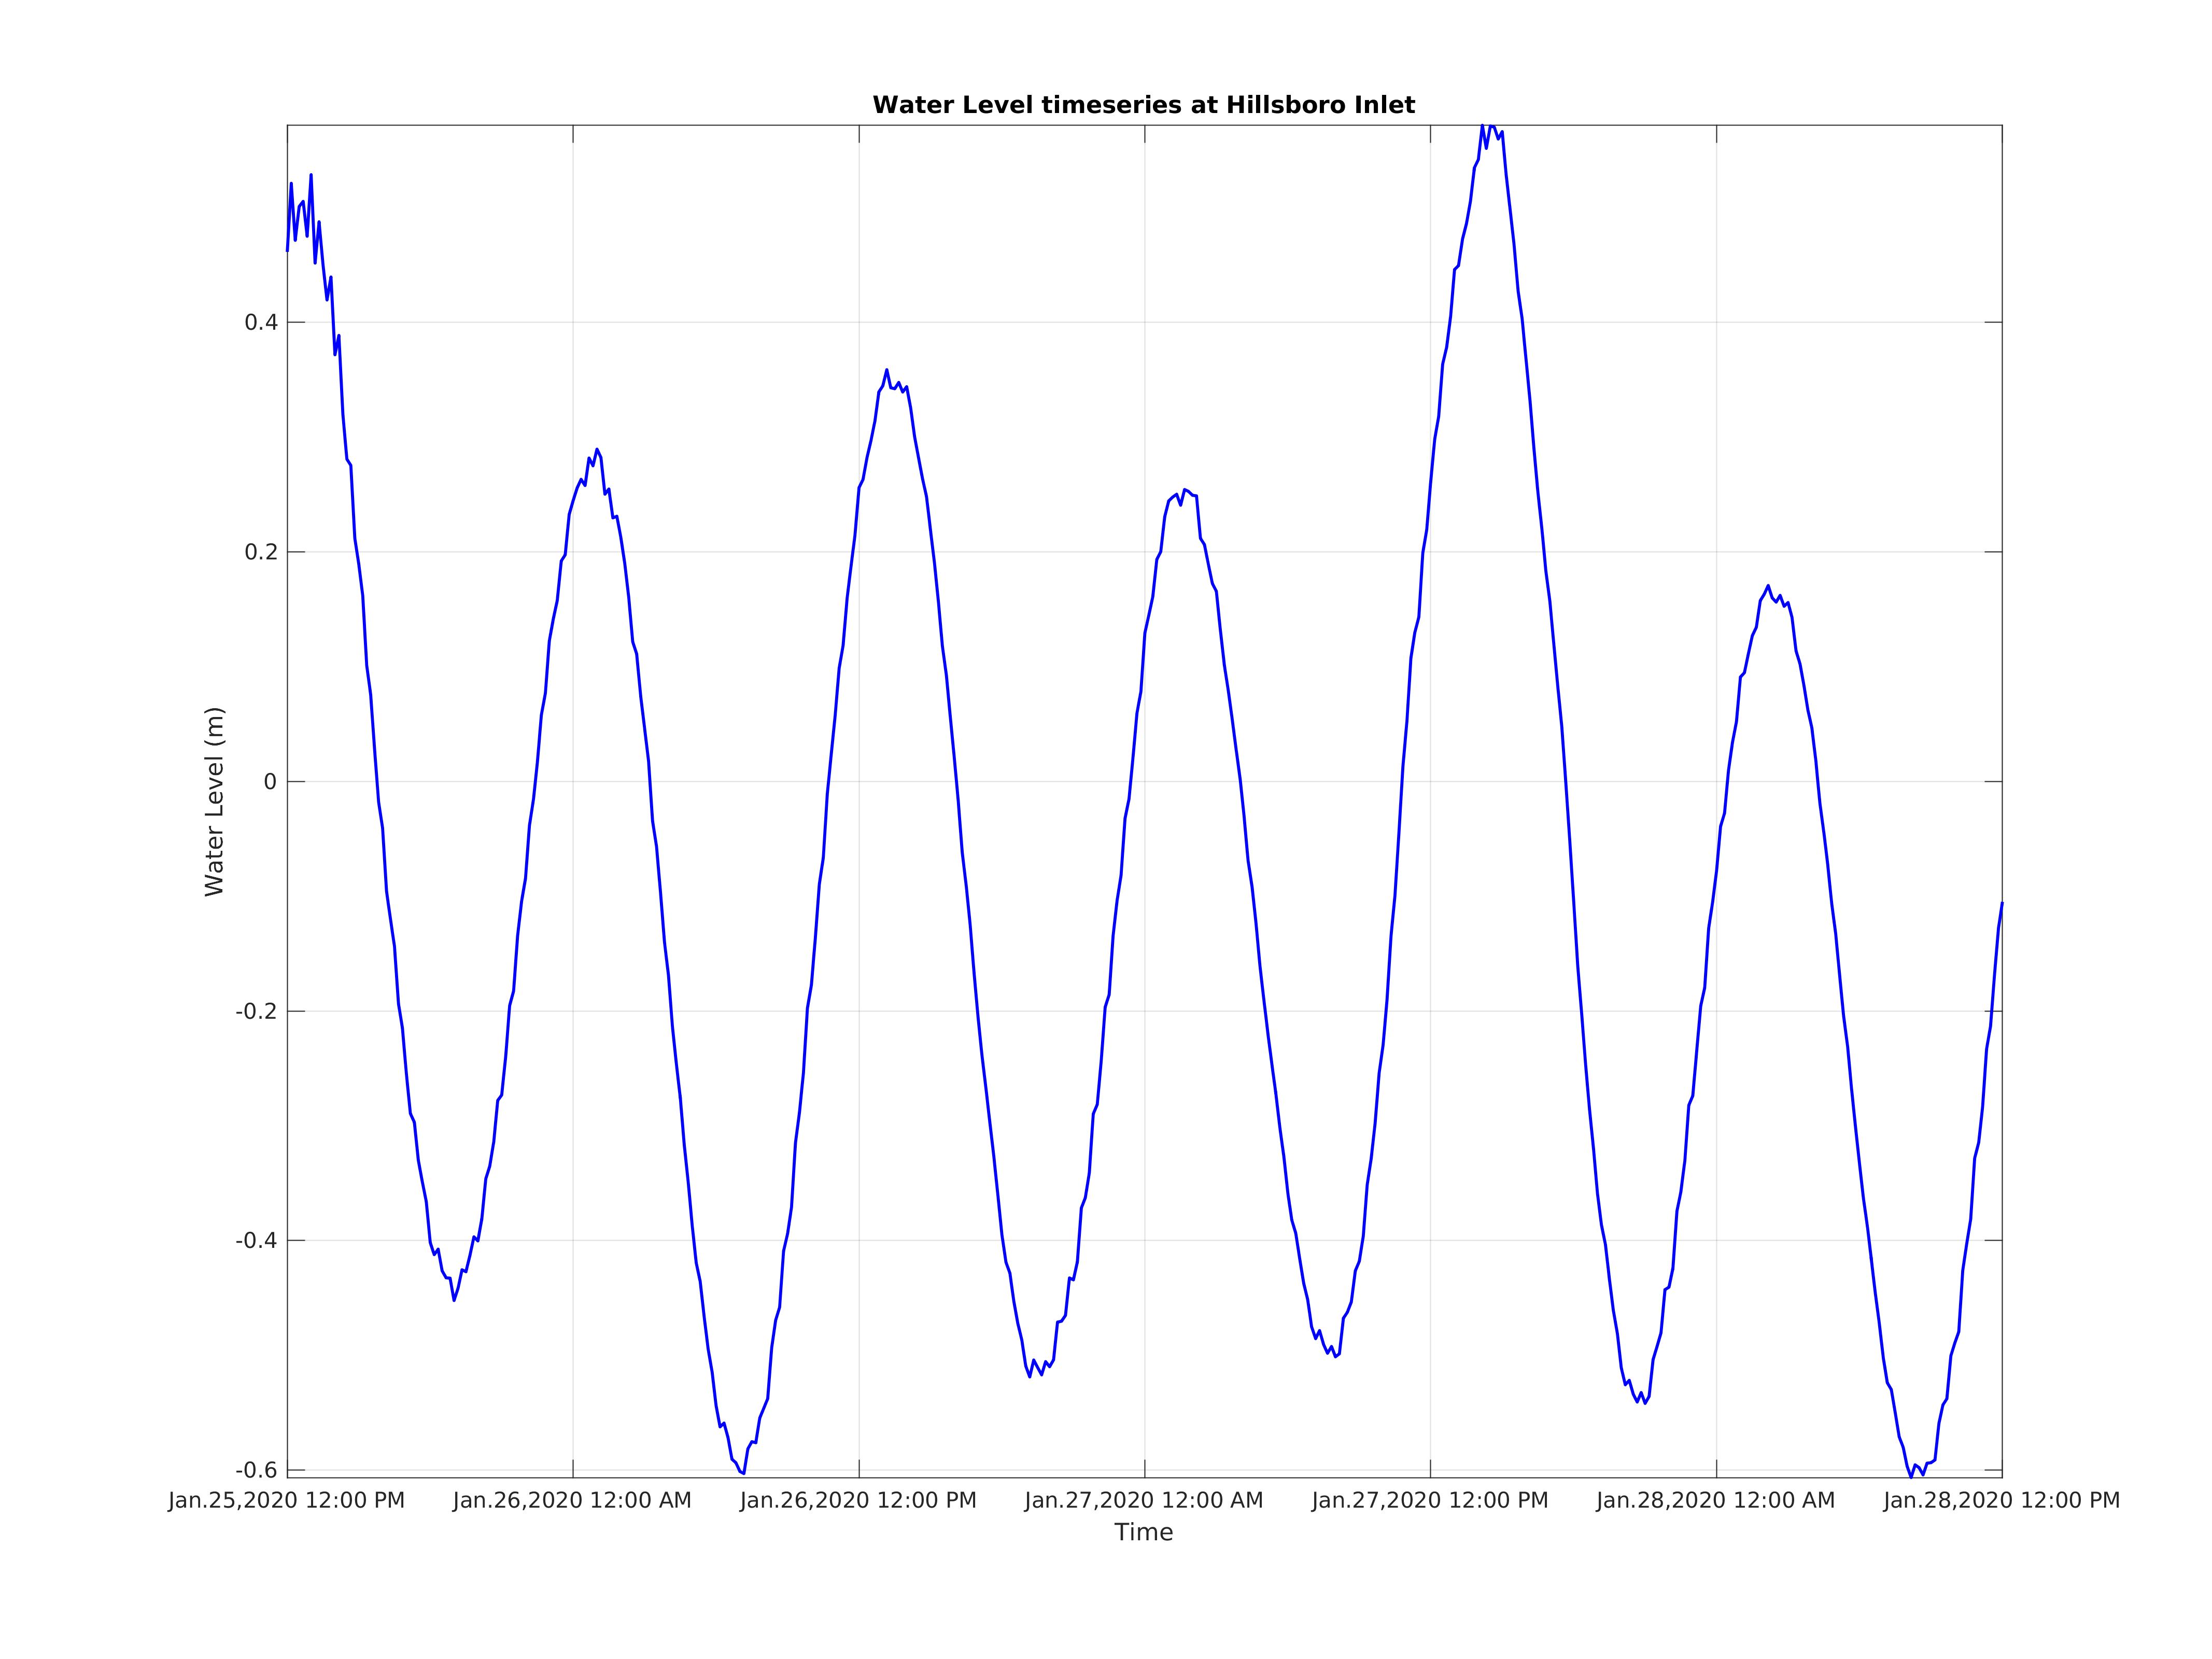 Water Level timeseries at Hillsboro Inlet
0.4
0.2
0
-0.2
-0.4
-0.6
Water Level (m)
Jan.25,2020 12:00 PM
Jan.26,2020 12:00 AM
Jan.26,2020 12:00 PM
Jan.27,2020 12:00 AM
Jan.27,2020 12:00 PM
Jan.28,2020 12:00 AM
Jan.28,2020 12:00 PM
Time